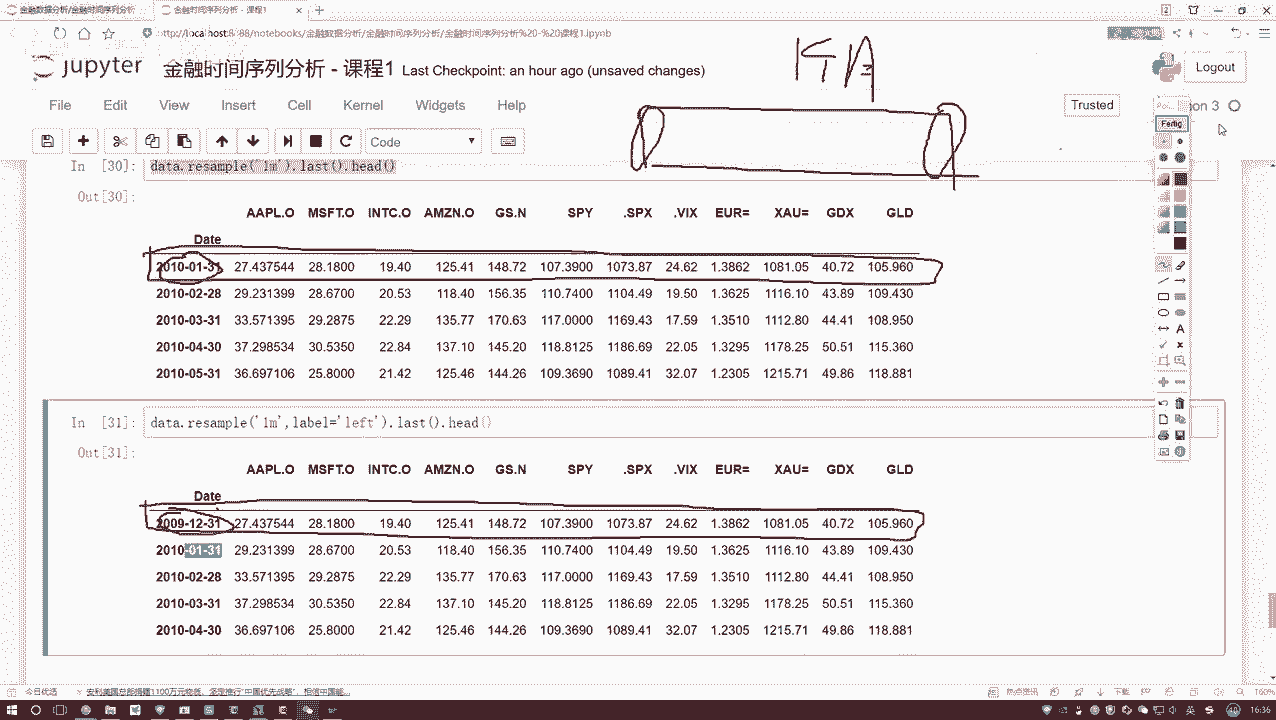 金融数据分析/金融时间序列分析 金融时间序列分析 - 课程1
ttp://localhost:8888/notebooks/金融数据分析/金融时间序列分析/金融时间序列分析%20-%20课程1.ipynb
jupyter 金融时间序列分析 - 课程1 Last Checkpoint: an hour ago (unsaved changes) Logout
File Edit View Insert Cell Kernel Widgets Help Trusted on 3
Code Fertig
In [30]: data.resample('1m').last().head()
Out[30]:
AAPL.O MSFT.O INTC.O AMZN.O GS.N SPY .SPX .VIX EUR= XAU= GDX GLD
Date
2010-01-31 27.437544 28.1800 19.40 125.41 148.72 107.3900 1073.87 24.62 1.3862 1081.05 40.72 105.960
2010-02-28 29.231399 28.6700 20.53 118.40 156.35 110.7400 1104.49 19.50 1.3625 1116.10 43.89 109.430
2010-03-31 33.571395 29.2875 22.29 135.77 170.63 117.0000 1169.43 17.59 1.3510 1112.80 44.41 108.950
2010-04-30 37.298534 30.5350 22.84 137.10 145.20 118.8125 1186.69 22.05 1.3295 1178.25 50.51 115.360
2010-05-31 36.697106 25.8000 21.42 125.46 144.26 109.3690 1089.41 32.07 1.2305 1215.71 49.86 118.881
In [31]: data.resample('1m',label='left').last().head()
Out[31]:
AAPL.O MSFT.O INTC.O AMZN.O GS.N SPY .SPX .VIX EUR= XAU= GDX GLD
Date
2009-12-31 27.437544 28.1800 19.40 125.41 148.72 107.3900 1073.87 24.62 1.3862 1081.05 40.72 105.960
2010-01-31 29.231399 28.6700 20.53 118.40 156.35 110.7400 1104.49 19.50 1.3625 1116.10 43.89 109.430
2010-02-28 33.571395 29.2875 22.29 135.77 170.63 117.0000 1169.43 17.59 1.3510 1112.80 44.41 108.950
2010-03-31 37.298534 30.5350 22.84 137.10 145.20 118.8125 1186.69 22.05 1.3295 1178.25 50.51 115.360
2010-04-30 36.697106 25.8000 21.42 125.46 144.26 109.3690 1089.41 32.07 1.2305 1215.71 49.86 118.881
今日优选 热点资讯 下载 160%
16:36